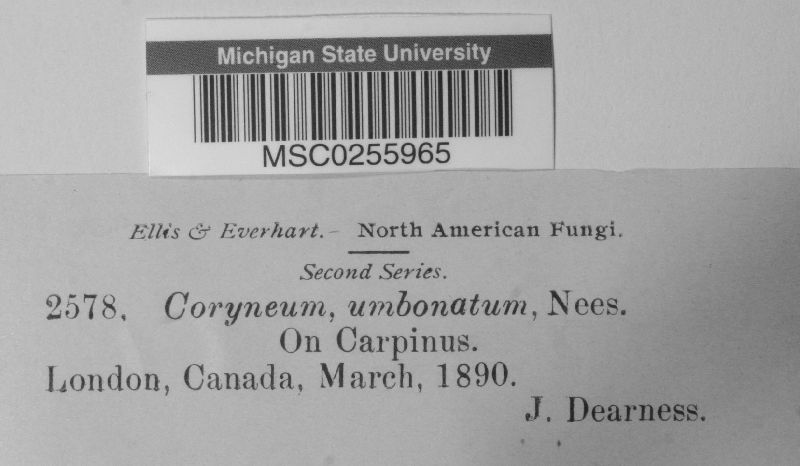 Michigan State University
MSC0255965
Ellis & Everhart.- North American Fungi.
Second Series.
2578. Coryneum, umbonatum, Nees.
On Carpinus.
London, Canada, March, 1890.
J. Dearness.